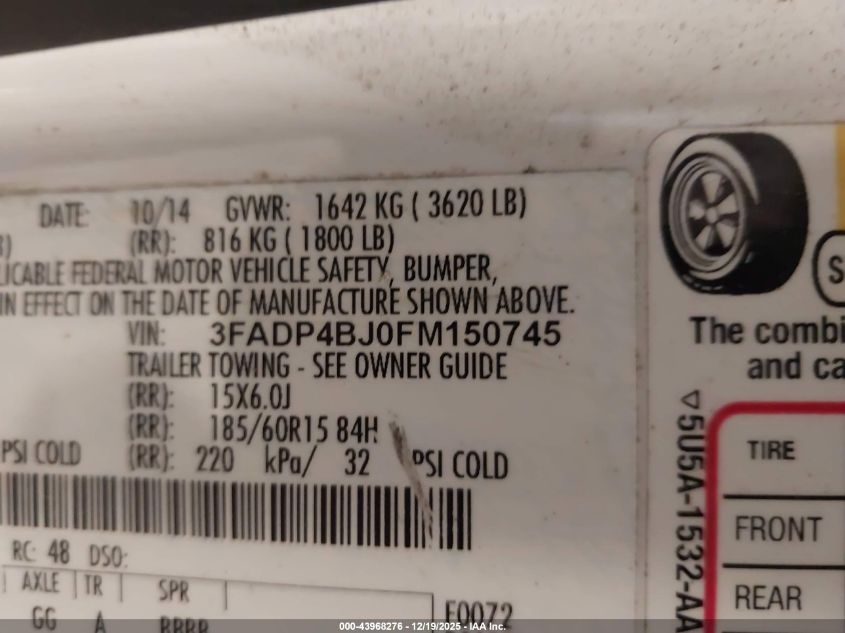 DATE: 10/14 GVWR: 1642 KG ( 3620 LB)
(RR): 816 KG ( 1800 LB)
LICABLE FEDERAL MOTOR VEHICLE SAFETY, BUMPER,
IN EFFECT ON THE DATE OF MANUFACTURE SHOWN ABOVE.
VIN: 3FADP4BJ0FM150745
TRAILER TOWING - SEE OWNER GUIDE
(RR): 15X6.0J
(RR): 185/60R15 84H
PSI COLD (RR): 220 kPa/ 32 PSI COLD
RC: 48 DSO:
AXLE TR SPR
GG A
The combi
and ca
5U5A-1532-AA
TIRE
FRONT
REAR
000-43968276 - 12/19/2025 - IAA Inc.